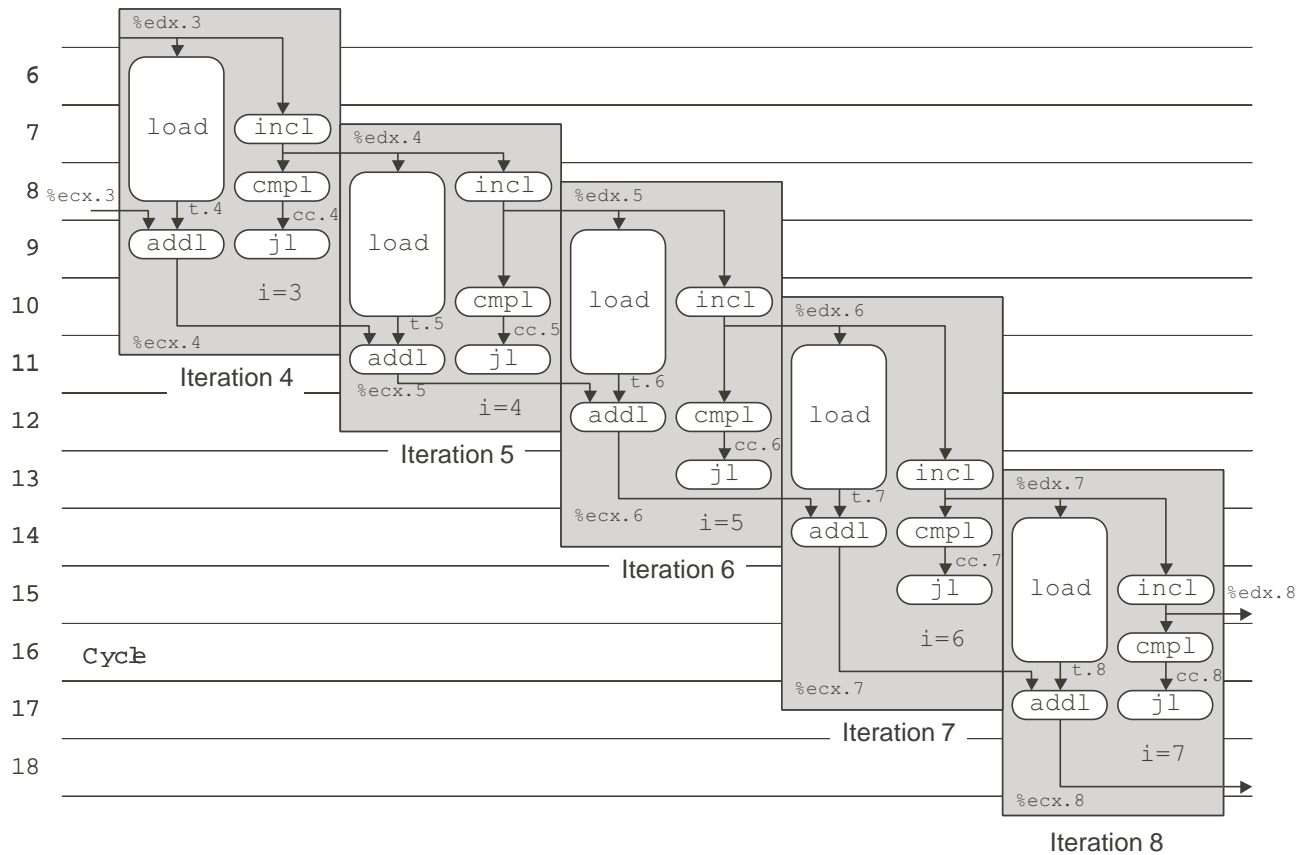 %edx.3
6
load
7
incl
%edx.4
8
%ecx.3
cmpl
incl
%edx.5
t.4
cc.4
9
addl
jl
load
i=3
10
cmpl
load
incl
%edx.6
t.5
cc.5
%ecx.4
11
addl
jl
Iteration 4
%ecx.5
t.6
i=4
12
addl
cmpl
load
Iteration 5
cc.6
13
jl
incl
%edx.7
t.7
%ecx.6
i=5
14
addl
cmpl
Iteration 6
cc.7
15
jl
load
incl
%edx.8
i=6
16
Cycle
cmpl
t.8
cc.8
%ecx.7
17
addl
jl
Iteration 7
i=7
18
%ecx.8
Iteration 8